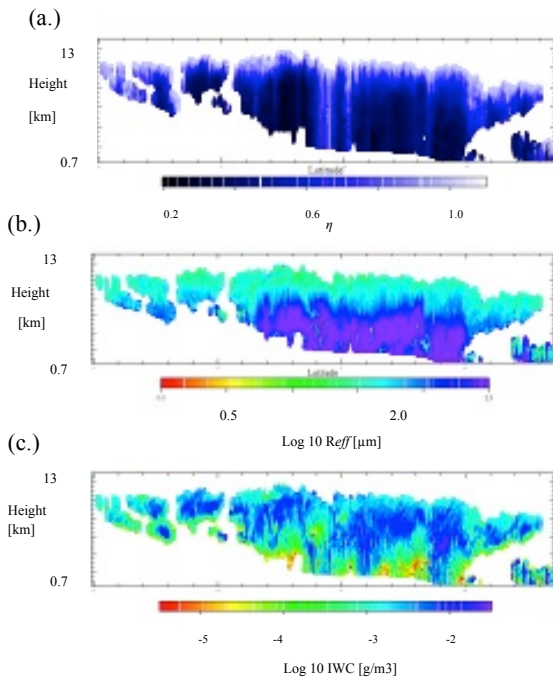 (a.)
13
Height
[km]
0.7
Latitude
0.2 0.6 1.0
η
(b.)
13
Height
[km]
0.7
Latitude
0.5 2.0
Log 10 Reff [µm]
(c.)
13
Height
[km]
0.7
-5 -4 -3 -2
Log 10 IWC [g/m3]